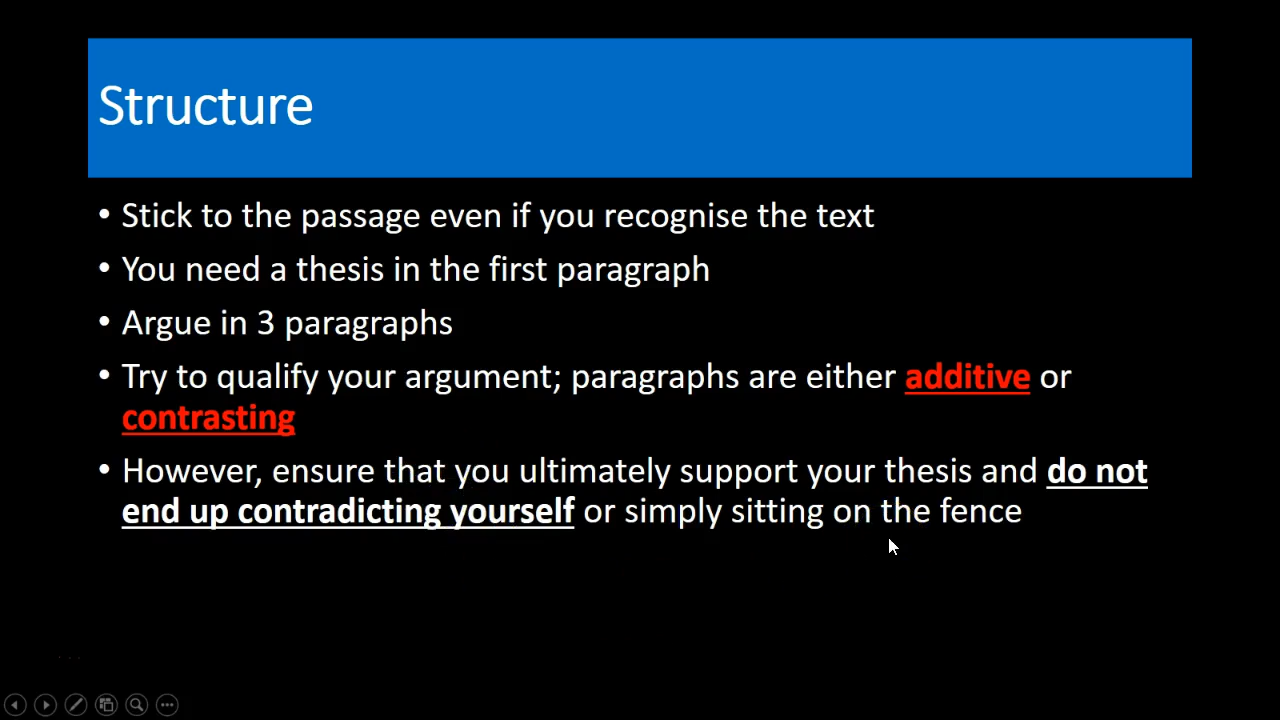 Structure
• Stick to the passage even if you recognise the text
• You need a thesis in the first paragraph
• Argue in 3 paragraphs
• Try to qualify your argument; paragraphs are either additive or
contrasting
• However, ensure that you ultimately support your thesis and do not
end up contradicting yourself or simply sitting on the fence